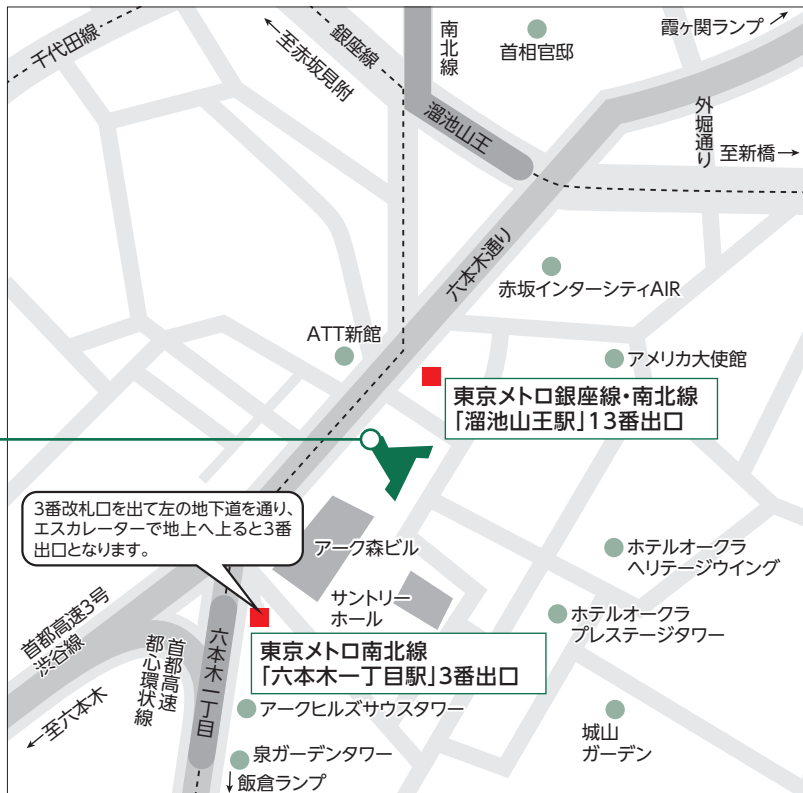 千代田線
←至赤坂見附
銀座線
南北線
首相官邸
霞ヶ関ランプ↗
溜池山王
外堀通り
至新橋→
六本木通り
赤坂インターシティAIR
ATT新館
アメリカ大使館
東京メトロ銀座線・南北線
「溜池山王駅」13番出口
3番改札口を出て左の地下道を通り、
エスカレーターで地上へ上ると3番
出口となります。
アーク森ビル
サントリー
ホール
ホテルオークラ
ヘリテージウイング
ホテルオークラ
プレステージタワー
首都高速3号
渋谷線
首都高速
都心環状線
六本木一丁目
東京メトロ南北線
「六本木一丁目駅」3番出口
←至六本木
アークヒルズサウスタワー
城山
ガーデン
泉ガーデンタワー
↓飯倉ランプ